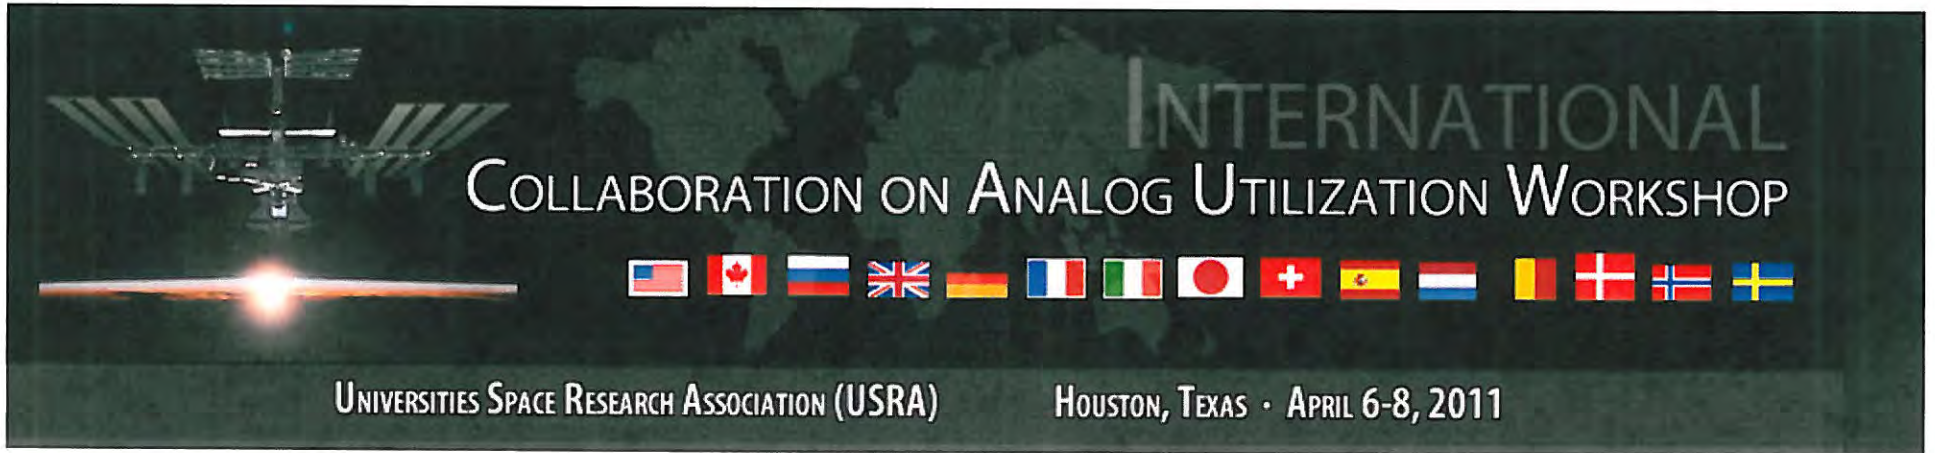 INTERNATIONAL
COLLABORATION ON ANALOG UTILIZATION WORKSHOP
UNIVERSITIES SPACE RESEARCH ASSOCIATION (USRA) HOUSTON, TEXAS · APRIL 6-8, 2011